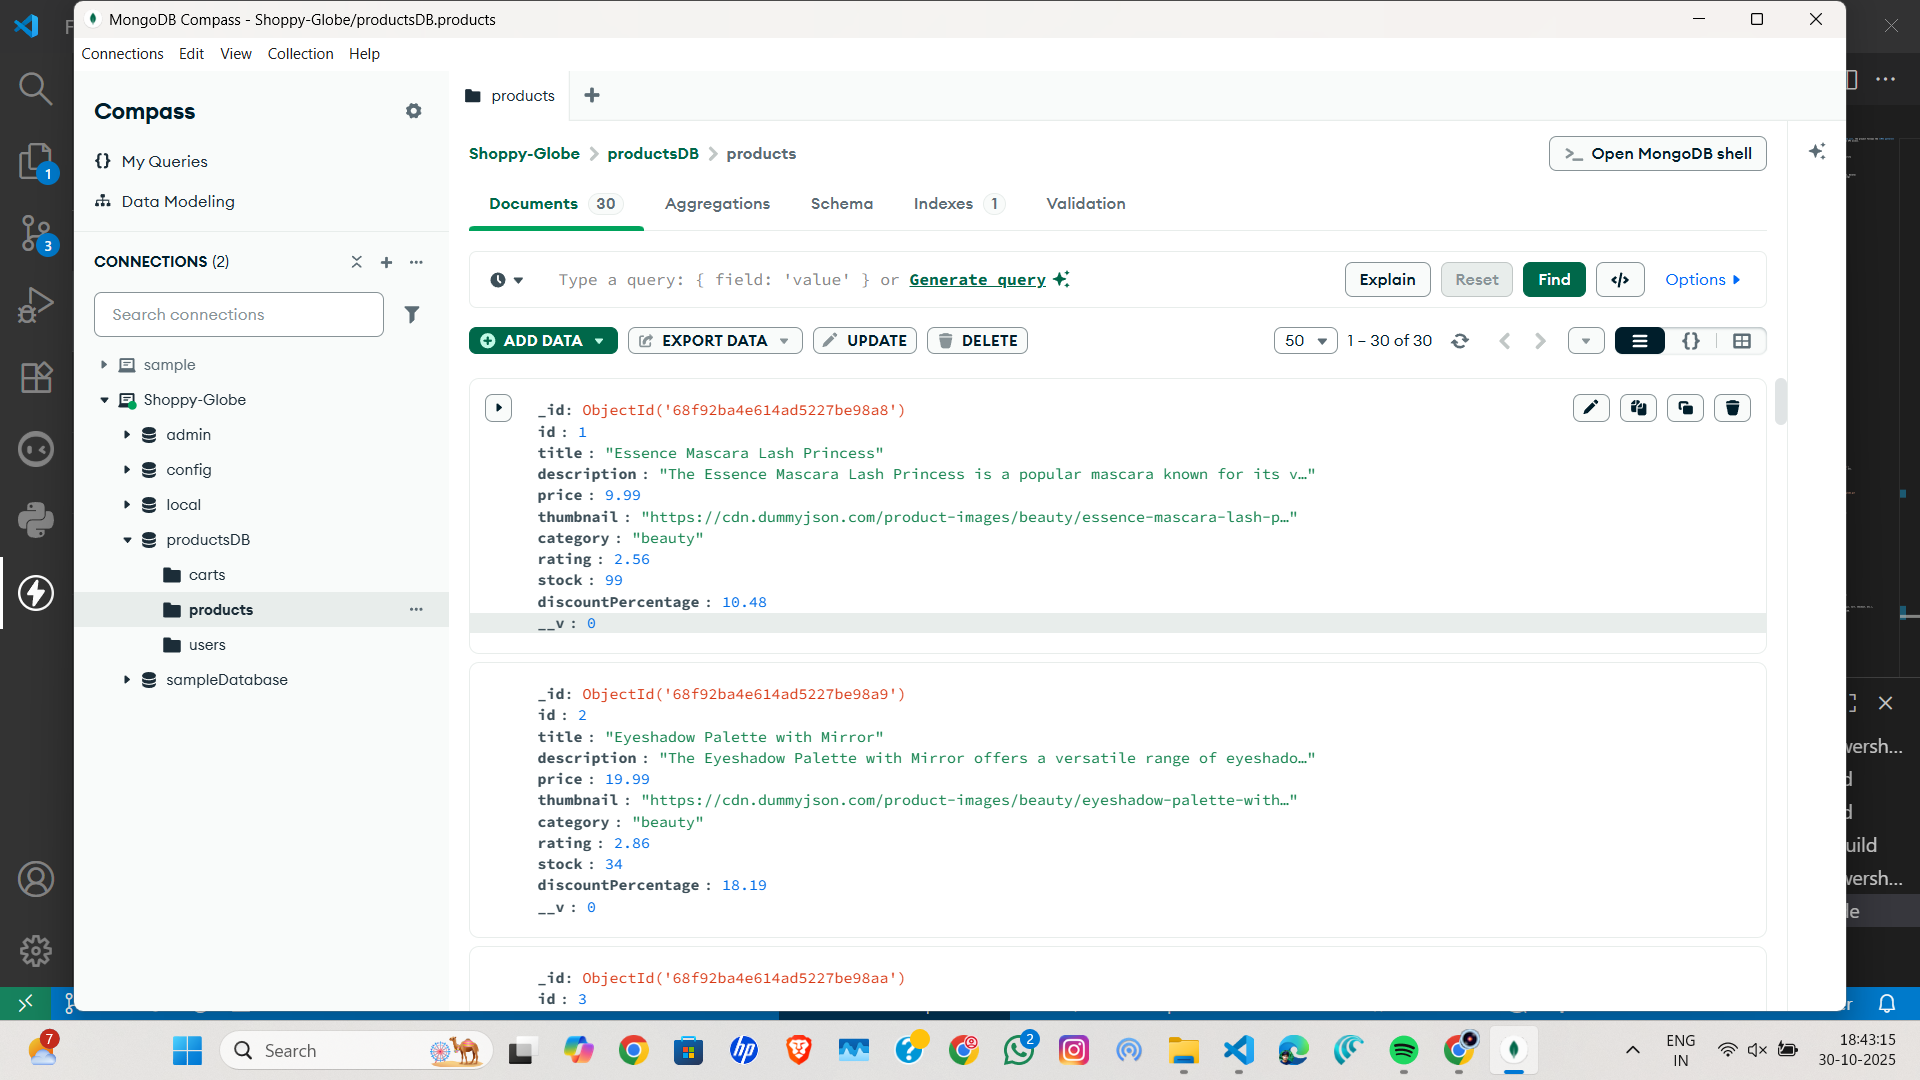 MongoDB Compass - Shoppy-Globe/productsDB.products
Connections Edit View Collection Help
Compass
My Queries
Data Modeling
CONNECTIONS (2)
Search connections
sample
Shoppy-Globe
admin
config
local
productsDB
carts
products
users
sampleDatabase
products
Shoppy-Globe > productsDB > products
>_ Open MongoDB shell
Documents 30 Aggregations Schema Indexes 1 Validation
Type a query: { field: 'value' } or Generate query
Explain Reset Find </> Options
ADD DATA EXPORT DATA UPDATE DELETE
50 1 – 30 of 30
_id: ObjectId('68f92ba4e614ad5227be98a8')
id : 1
title : "Essence Mascara Lash Princess"
description : "The Essence Mascara Lash Princess is a popular mascara known for its v…"
price : 9.99
thumbnail : "https://cdn.dummyjson.com/product-images/beauty/essence-mascara-lash-p…"
category : "beauty"
rating : 2.56
stock : 99
discountPercentage : 10.48
__v : 0
_id: ObjectId('68f92ba4e614ad5227be98a9')
id : 2
title : "Eyeshadow Palette with Mirror"
description : "The Eyeshadow Palette with Mirror offers a versatile range of eyeshado…"
price : 19.99
thumbnail : "https://cdn.dummyjson.com/product-images/beauty/eyeshadow-palette-with…"
category : "beauty"
rating : 2.86
stock : 34
discountPercentage : 18.19
__v : 0
_id: ObjectId('68f92ba4e614ad5227be98aa')
id : 3
1
3
7
Search
hp
2
ENG
IN
18:43:15
30-10-2025